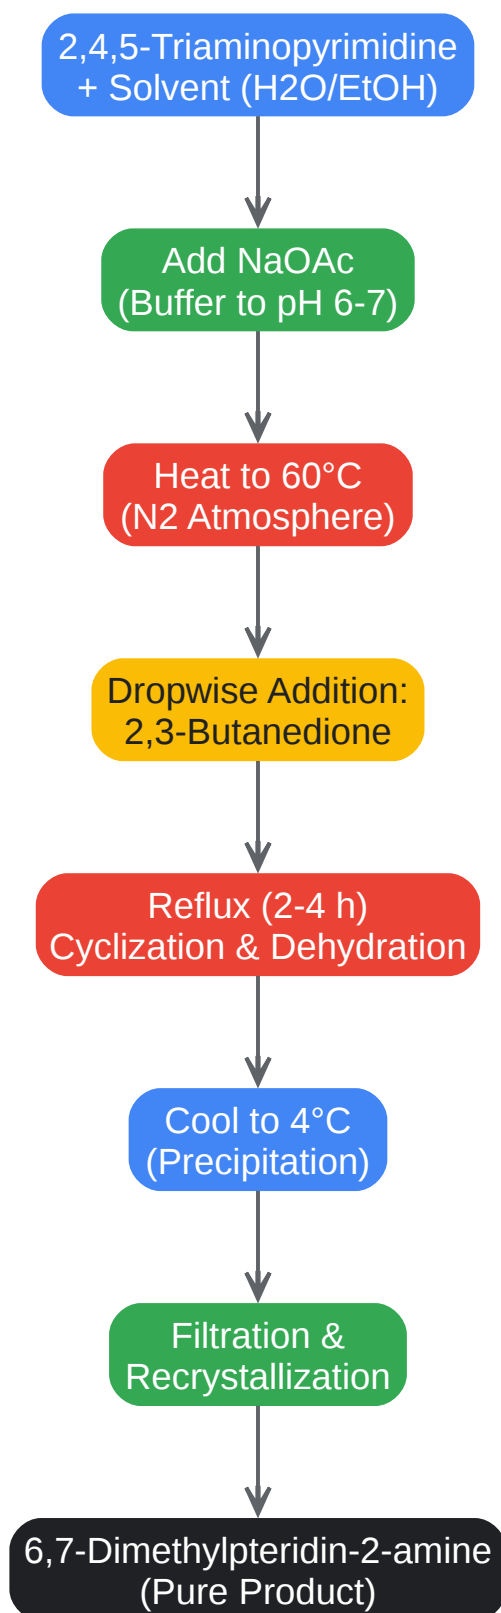 2,4,5-Triaminopyrimidine
+ Solvent (H2O/EtOH)
Add NaOAc
(Buffer to pH 6-7)
Heat to 60°C
(N2 Atmosphere)
Dropwise Addition:
2,3-Butanedione
Reflux (2-4 h)
Cyclization & Dehydration
Cool to 4°C
(Precipitation)
Filtration &
Recrystallization
6,7-Dimethylpteridin-2-amine
(Pure Product)